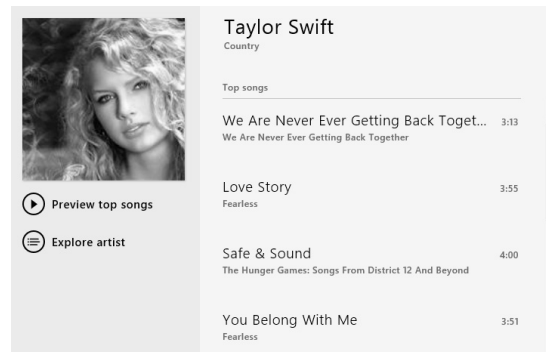 Taylor Swift
Country
Top songs
We Are Never Ever Getting Back Toget... 3:13
We Are Never Ever Getting Back Together
Love Story 3:55
Fearless
Safe & Sound 4:00
The Hunger Games: Songs From District 12 And Beyond
You Belong With Me 3:51
Fearless
Preview top songs
Explore artist